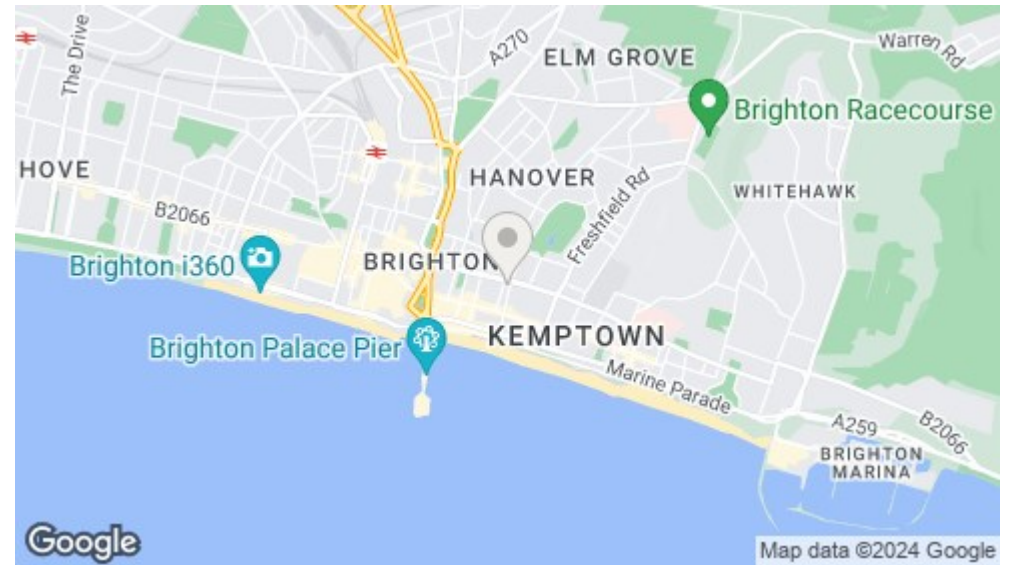 The Drive
A270
ELM GROVE
Warren Rd
Brighton Racecourse
HOVE
HANOVER
Freshfield Rd
WHITEHAWK
B2066
Brighton i360
BRIGHTON
Brighton Palace Pier
KEMPTOWN
Marine Parade
A259
B2066
BRIGHTON
MARINA
Google
Map data ©2024 Google